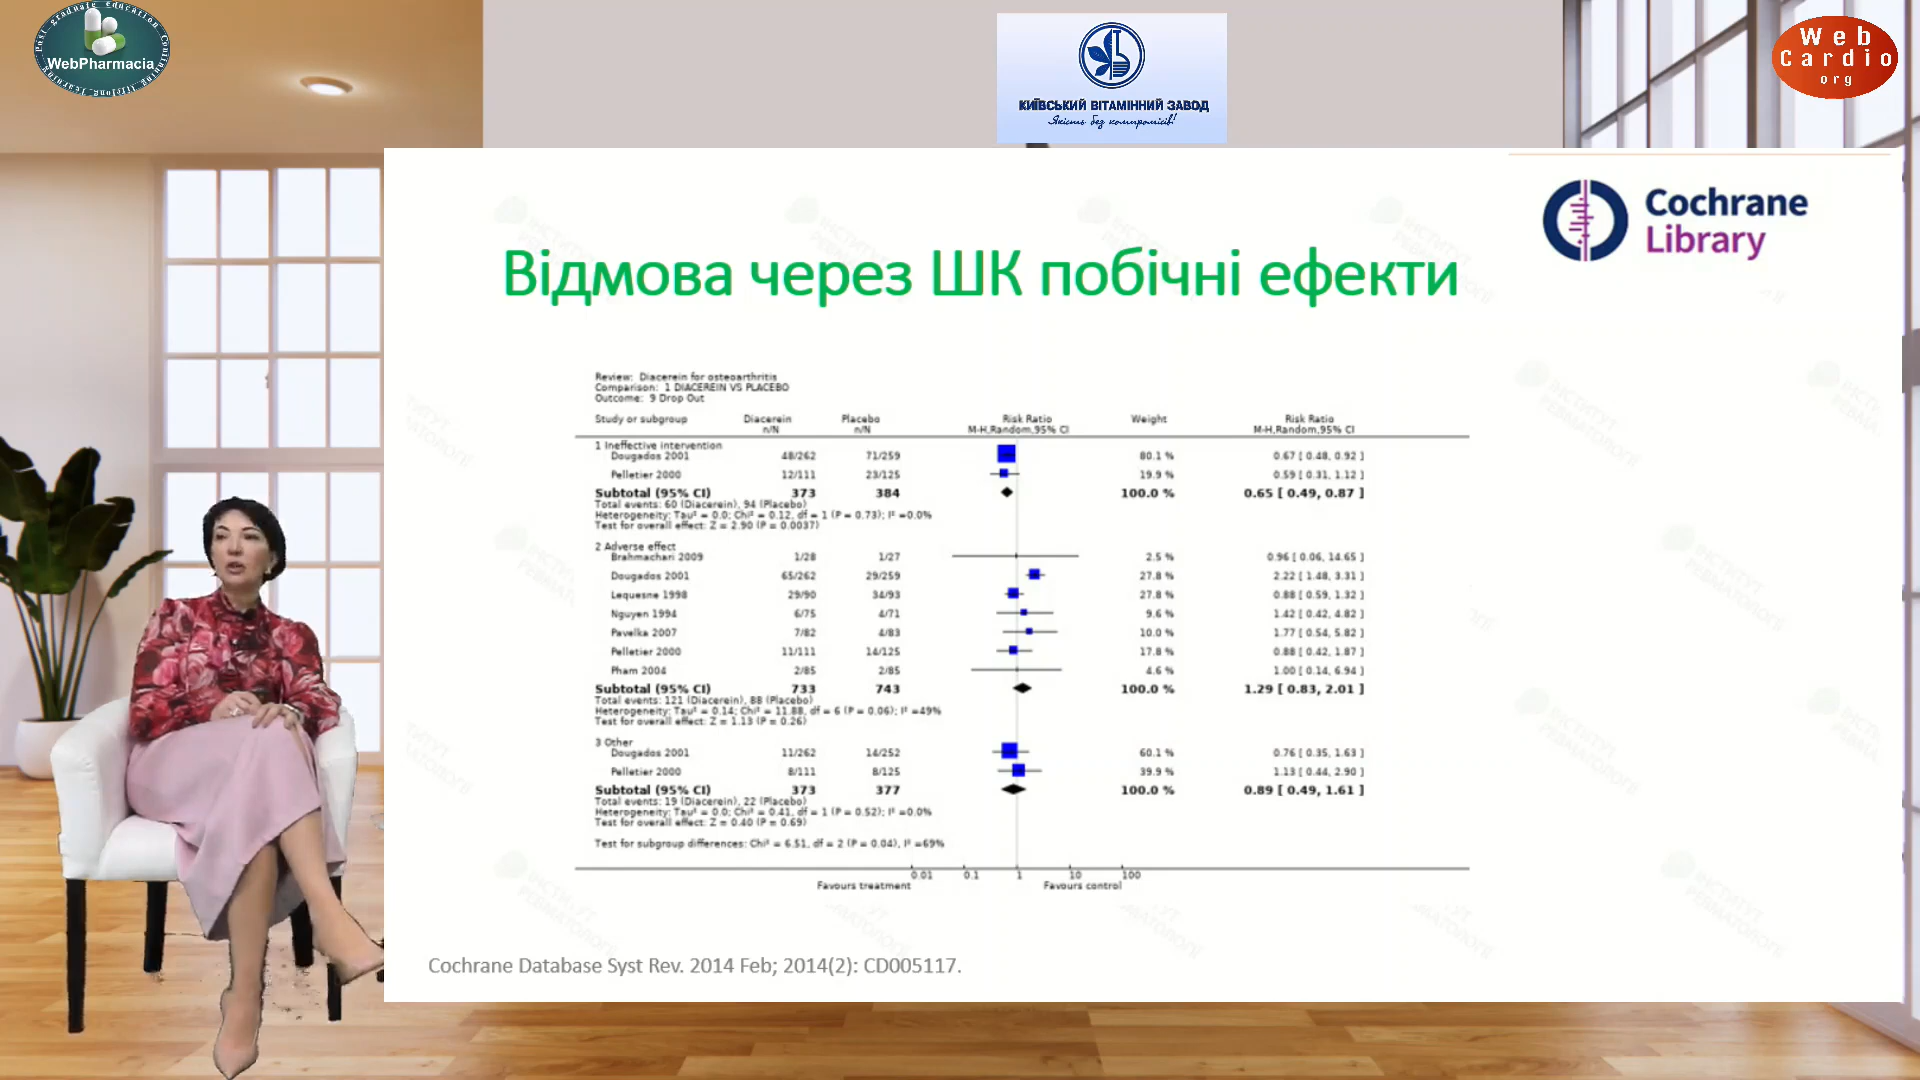 Post-graduate Education. Continuing lifelong learning
WebPharmacia
КИЇВСЬКИЙ ВІТАМІННИЙ ЗАВОД
Якість без компромісів!
Web
Cardio
org
Cochrane
Library
Відмова через ШК побічні ефекти
Review: Diacerein for osteoarthritis
Comparison: 1 DIACEREIN VS PLACEBO
Outcome: 9 Drop Out
Study or subgroup Diacerein Placebo Risk Ratio Weight Risk Ratio
n/N n/N M-H,Random,95% CI M-H,Random,95% CI
1 Ineffective intervention
Dougados 2001 48/262 71/259 80.1 % 0.67 [ 0.48, 0.92 ]
Pelletier 2000 12/111 23/125 19.9 % 0.59 [ 0.31, 1.12 ]
Subtotal (95% CI) 373 384 100.0 % 0.65 [ 0.49, 0.87 ]
Total events: 60 (Diacerein), 94 (Placebo)
Heterogeneity: Tau² = 0.0; Chi² = 0.12, df = 1 (P = 0.73); I² =0.0%
Test for overall effect: Z = 2.90 (P = 0.0037)
2 Adverse effect
Brahmachari 2009 1/28 1/27 2.5 % 0.96 [ 0.06, 14.65 ]
Dougados 2001 65/262 29/259 27.8 % 2.22 [ 1.48, 3.31 ]
Lequesne 1998 29/90 34/93 27.8 % 0.88 [ 0.59, 1.32 ]
Nguyen 1994 6/75 4/71 9.6 % 1.42 [ 0.42, 4.82 ]
Pavelka 2007 7/82 4/83 10.0 % 1.77 [ 0.54, 5.82 ]
Pelletier 2000 11/111 14/125 17.8 % 0.88 [ 0.42, 1.87 ]
Pham 2004 2/85 2/85 4.6 % 1.00 [ 0.14, 6.94 ]
Subtotal (95% CI) 733 743 100.0 % 1.29 [ 0.83, 2.01 ]
Total events: 121 (Diacerein), 88 (Placebo)
Heterogeneity: Tau² = 0.14; Chi² = 11.88, df = 6 (P = 0.06); I² =49%
Test for overall effect: Z = 1.13 (P = 0.26)
3 Other
Dougados 2001 11/262 14/252 60.1 % 0.76 [ 0.35, 1.63 ]
Pelletier 2000 8/111 8/125 39.9 % 1.13 [ 0.44, 2.90 ]
Subtotal (95% CI) 373 377 100.0 % 0.89 [ 0.49, 1.61 ]
Total events: 19 (Diacerein), 22 (Placebo)
Heterogeneity: Tau² = 0.0; Chi² = 0.41, df = 1 (P = 0.52); I² =0.0%
Test for overall effect: Z = 0.40 (P = 0.69)
Test for subgroup differences: Chi² = 6.51, df = 2 (P = 0.04), I² =69%
0.01 0.1 1 10 100
Favours treatment Favours control
Cochrane Database Syst Rev. 2014 Feb; 2014(2): CD005117.